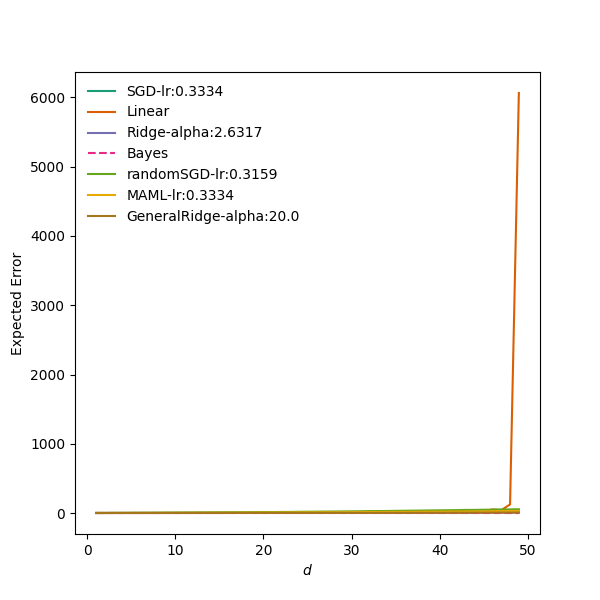 6000
5000
4000
3000
2000
1000
0
Expected Error
SGD-lr:0.3334
Linear
Ridge-alpha:2.6317
Bayes
randomSGD-lr:0.3159
MAML-lr:0.3334
GeneralRidge-alpha:20.0
0 10 20 30 40 50
d